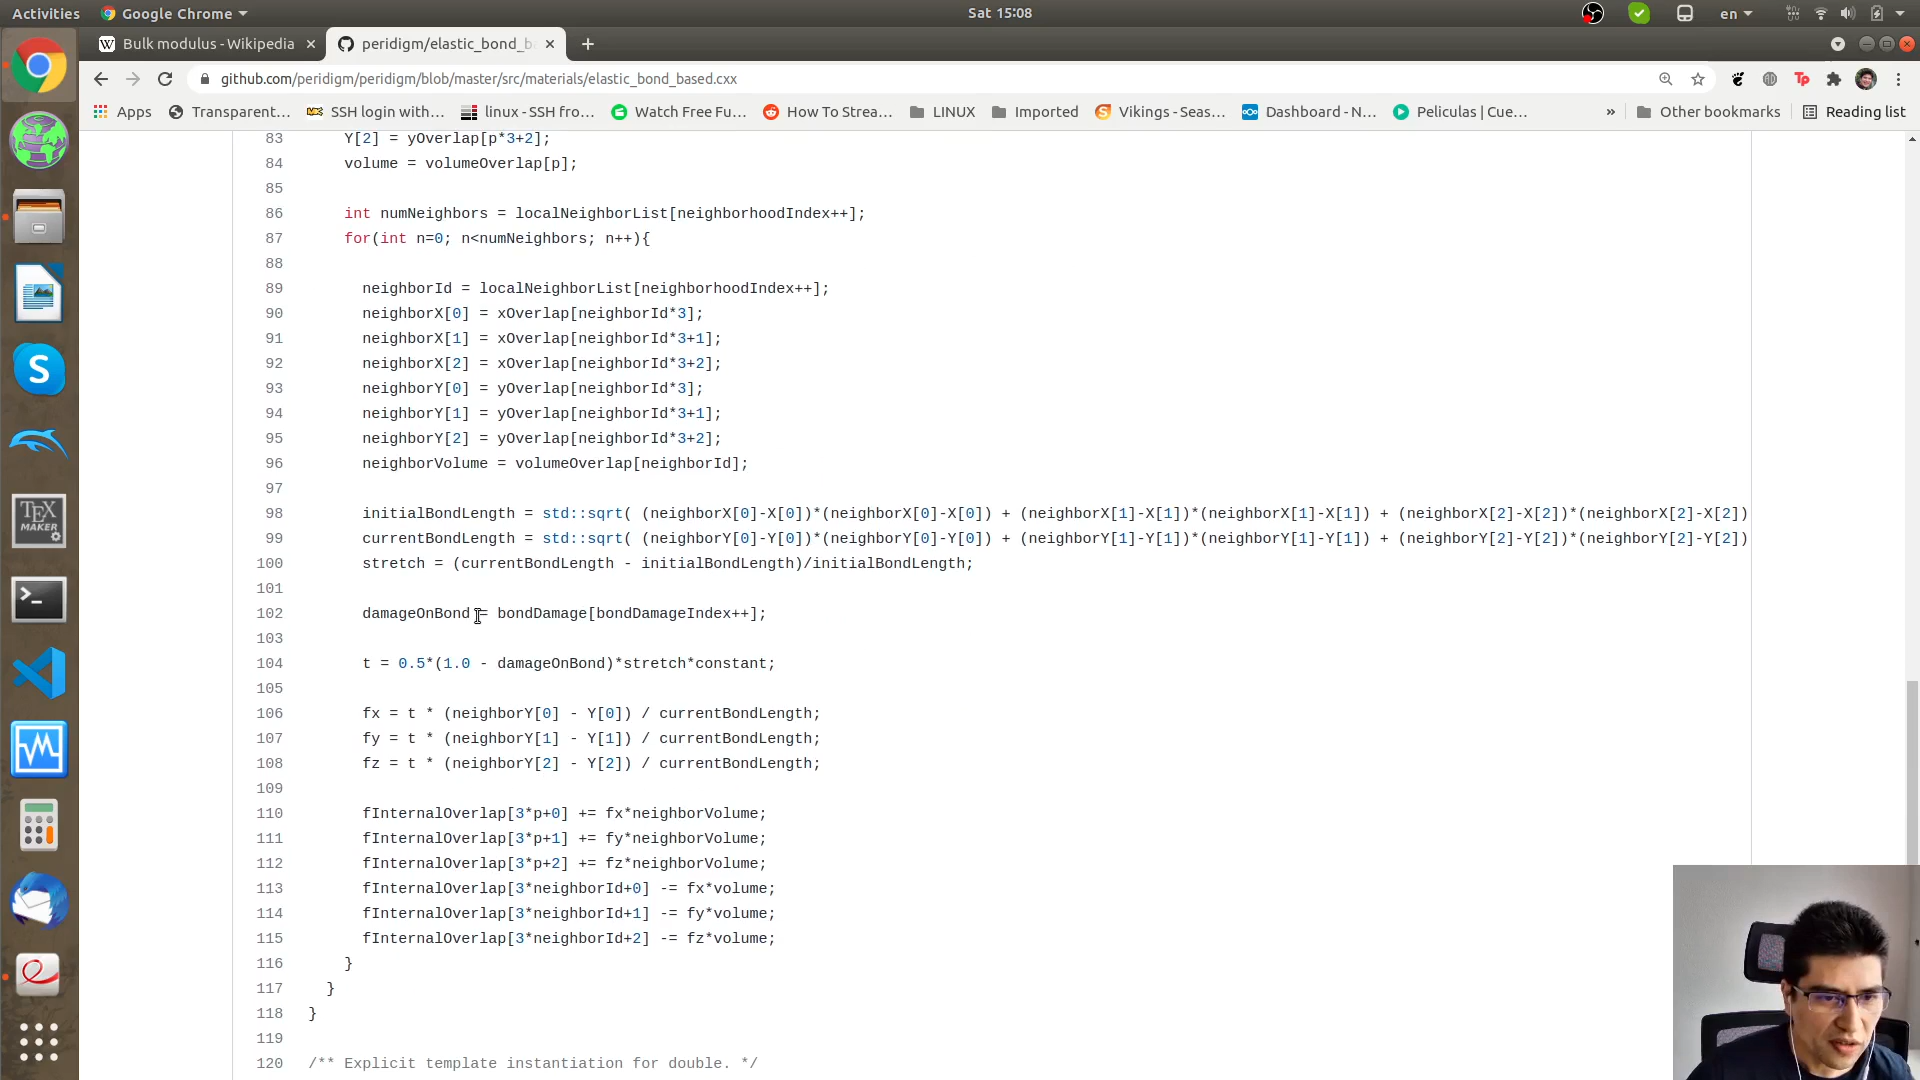 Activities
Google Chrome
Sat 15:08
en
Bulk modulus - Wikipedia
peridigm/elastic_bond_b
github.com/peridigm/peridigm/blob/master/src/materials/elastic_bond_based.cxx
Tp
Apps
Transparent...
SSH login with...
linux - SSH fro...
Watch Free Fu...
How To Strea...
LINUX
Imported
Vikings - Seas...
Dashboard - N...
Peliculas | Cue...
»
Other bookmarks
Reading list
TEX
MAKER
83 Y[2] = yOverlap[p*3+2];
84 volume = volumeOverlap[p];
85
86 int numNeighbors = localNeighborList[neighborhoodIndex++];
87 for(int n=0; n<numNeighbors; n++){
88
89 neighborId = localNeighborList[neighborhoodIndex++];
90 neighborX[0] = xOverlap[neighborId*3];
91 neighborX[1] = xOverlap[neighborId*3+1];
92 neighborX[2] = xOverlap[neighborId*3+2];
93 neighborY[0] = yOverlap[neighborId*3];
94 neighborY[1] = yOverlap[neighborId*3+1];
95 neighborY[2] = yOverlap[neighborId*3+2];
96 neighborVolume = volumeOverlap[neighborId];
97
98 initialBondLength = std::sqrt( (neighborX[0]-X[0])*(neighborX[0]-X[0]) + (neighborX[1]-X[1])*(neighborX[1]-X[1]) + (neighborX[2]-X[2])*(neighborX[2]-X[2])
99 currentBondLength = std::sqrt( (neighborY[0]-Y[0])*(neighborY[0]-Y[0]) + (neighborY[1]-Y[1])*(neighborY[1]-Y[1]) + (neighborY[2]-Y[2])*(neighborY[2]-Y[2])
100 stretch = (currentBondLength - initialBondLength)/initialBondLength;
101
102 damageOnBond = bondDamage[bondDamageIndex++];
103
104 t = 0.5*(1.0 - damageOnBond)*stretch*constant;
105
106 fx = t * (neighborY[0] - Y[0]) / currentBondLength;
107 fy = t * (neighborY[1] - Y[1]) / currentBondLength;
108 fz = t * (neighborY[2] - Y[2]) / currentBondLength;
109
110 fInternalOverlap[3*p+0] += fx*neighborVolume;
111 fInternalOverlap[3*p+1] += fy*neighborVolume;
112 fInternalOverlap[3*p+2] += fz*neighborVolume;
113 fInternalOverlap[3*neighborId+0] -= fx*volume;
114 fInternalOverlap[3*neighborId+1] -= fy*volume;
115 fInternalOverlap[3*neighborId+2] -= fz*volume;
116 }
117 }
118 }
119
120 /** Explicit template instantiation for double. */